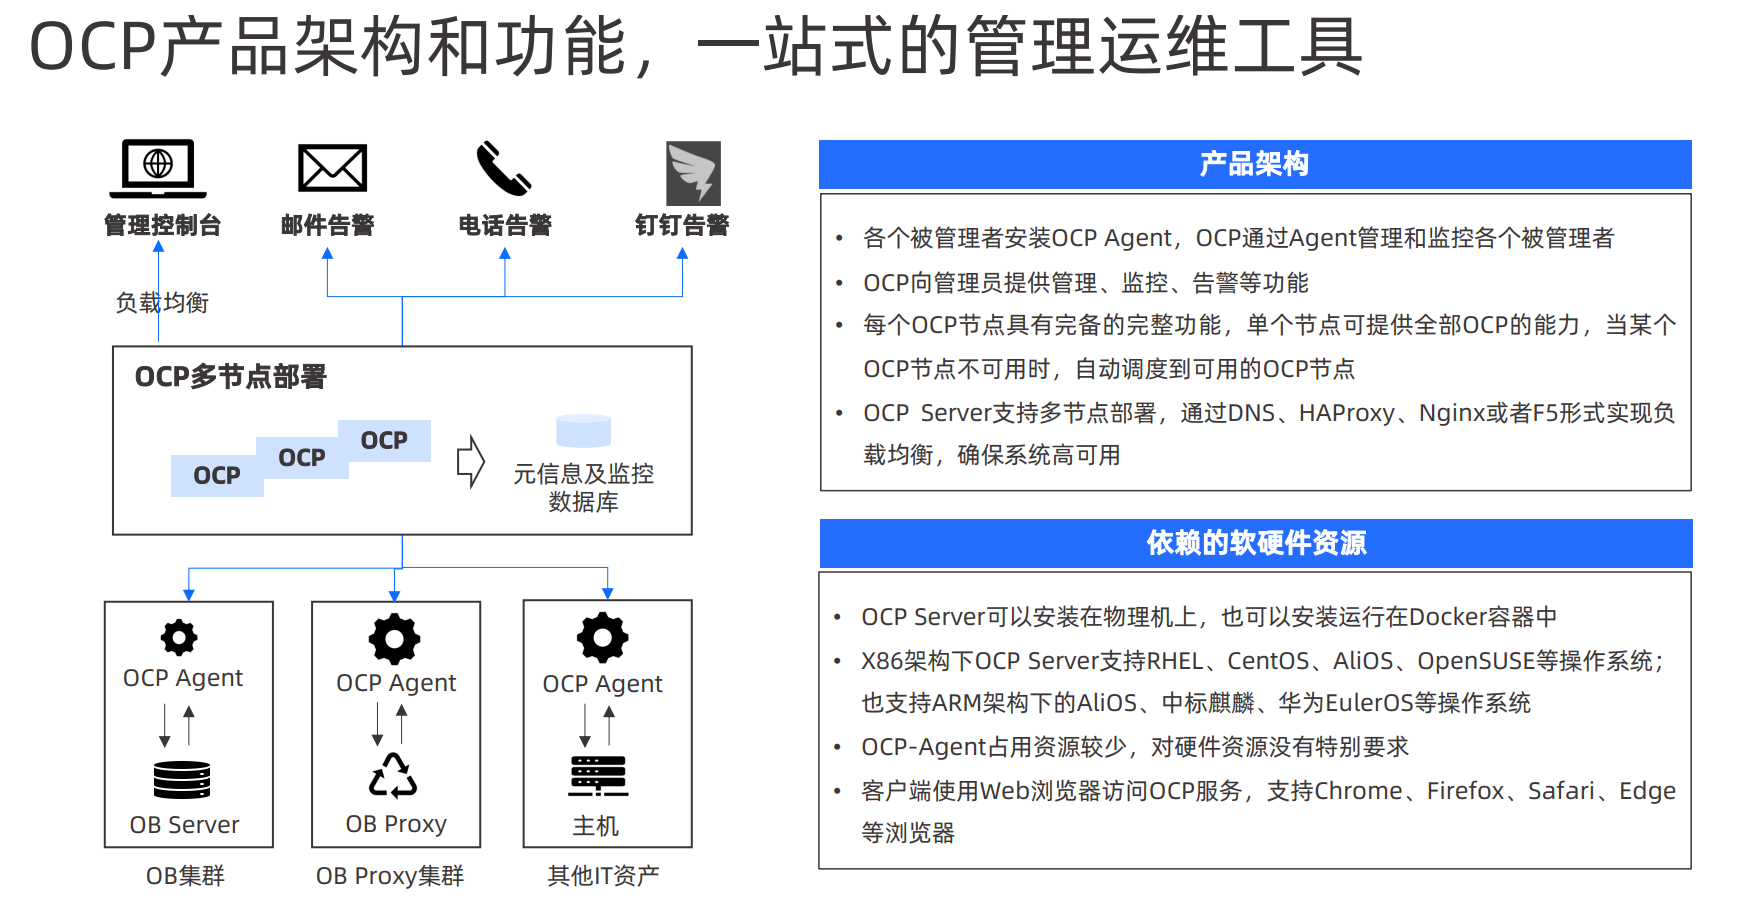 OCP产品架构和功能，一站式的管理运维工具
管理控制台
邮件告警
电话告警
钉钉告警
负载均衡
OCP多节点部署
OCP
OCP
OCP
元信息及监控
数据库
OCP Agent
OB Server
OB集群
OCP Agent
OB Proxy
OB Proxy集群
OCP Agent
主机
其他IT资产
产品架构
• 各个被管理者安装OCP Agent，OCP通过Agent管理和监控各个被管理者
• OCP向管理员提供管理、监控、告警等功能
• 每个OCP节点具有完备的完整功能，单个节点可提供全部OCP的能力，当某个
OCP节点不可用时，自动调度到可用的OCP节点
• OCP Server支持多节点部署，通过DNS、HAProxy、Nginx或者F5形式实现负
载均衡，确保系统高可用
依赖的软硬件资源
• OCP Server可以安装在物理机上，也可以安装运行在Docker容器中
• X86架构下OCP Server支持RHEL、CentOS、AliOS、OpenSUSE等操作系统；
也支持ARM架构下的AliOS、中标麒麟、华为EulerOS等操作系统
• OCP-Agent占用资源较少，对硬件资源没有特别要求
• 客户端使用Web浏览器访问OCP服务，支持Chrome、Firefox、Safari、Edge
等浏览器